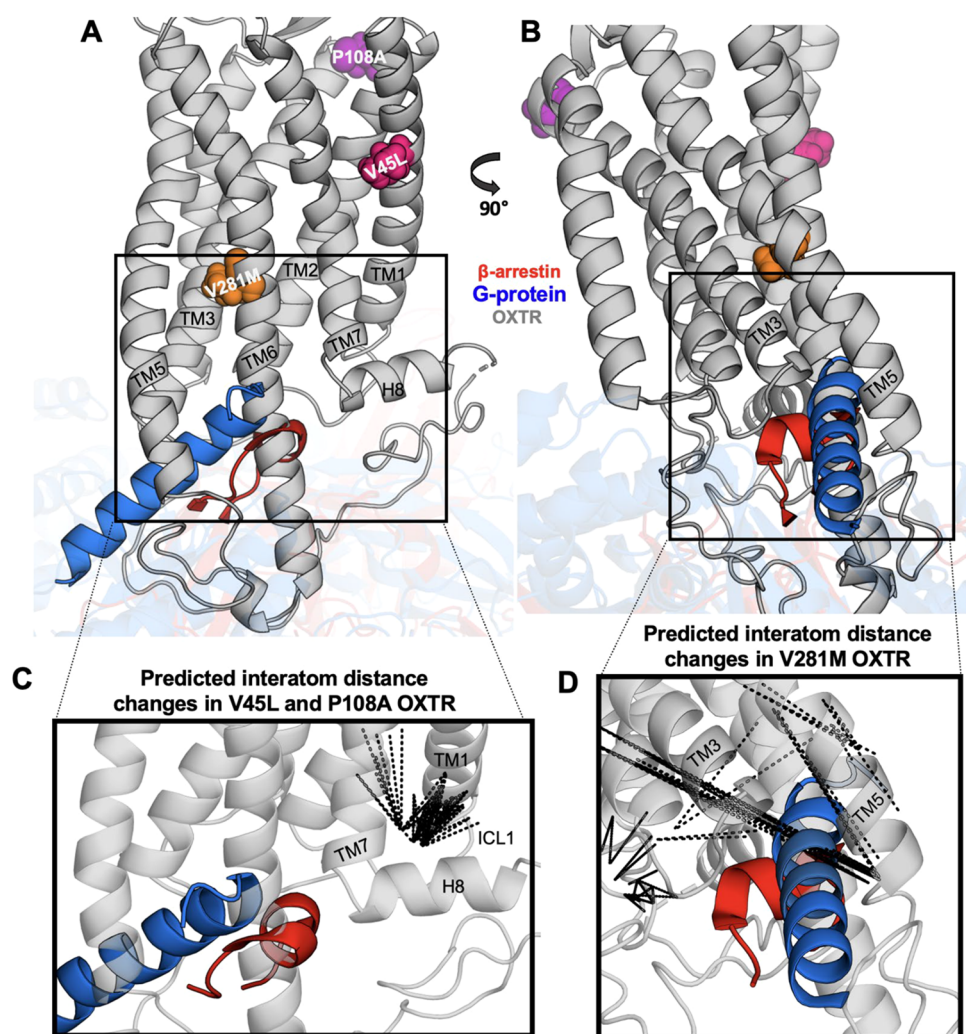 A
P108A
V45L
V281M
TM2
TM1
TM3
TM7
TM6
TM5
H8
90°
β-arrestin
G-protein
OXTR
B
TM3
TM5
C
Predicted interatom distance
changes in V45L and P108A OXTR
TM1
ICL1
TM7
H8
D
Predicted interatom distance
changes in V281M OXTR
TM3
TM5